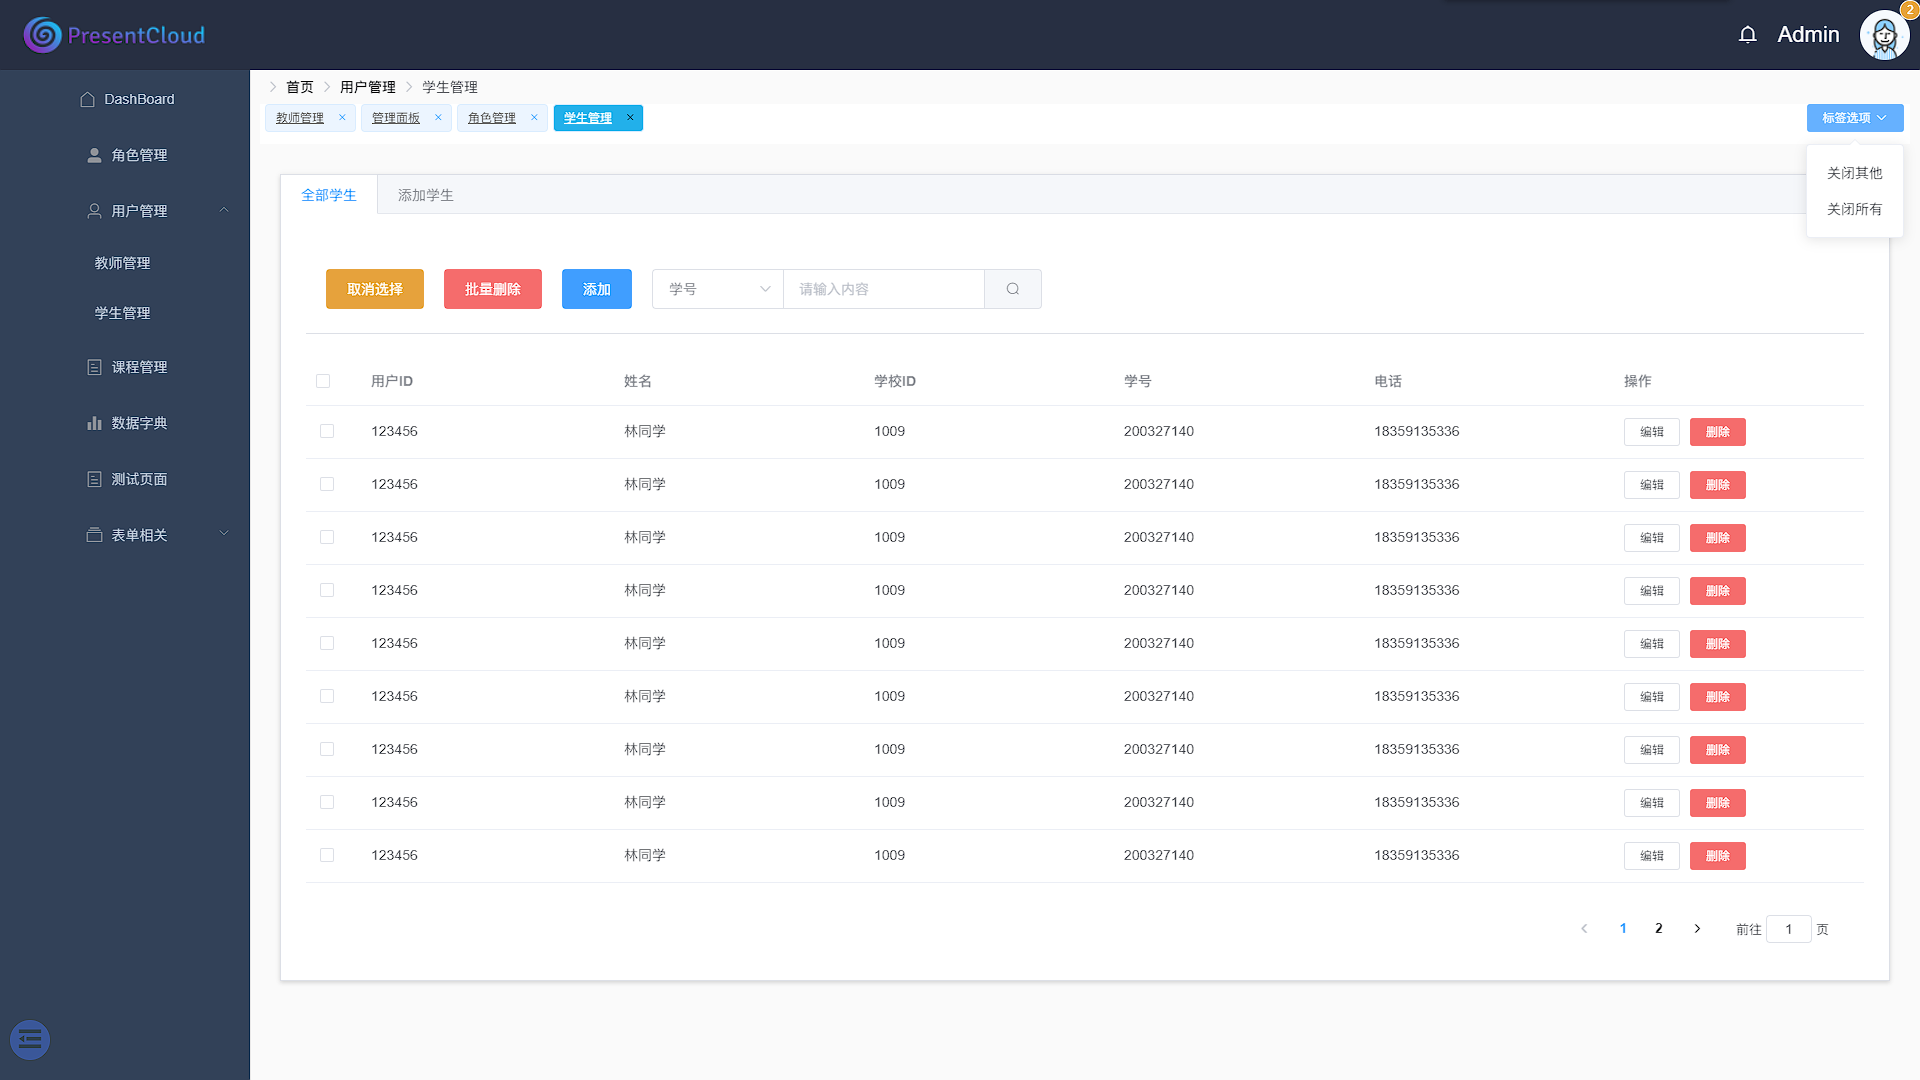 PresentCloud
Admin
2
DashBoard
角色管理
用户管理
教师管理
学生管理
课程管理
数据字典
测试页面
表单相关
首页 用户管理 学生管理
教师管理 × 管理面板 × 角色管理 × 学生管理 ×
标签选项
关闭其他
关闭所有
全部学生 添加学生
取消选择 批量删除 添加 学号 请输入内容
用户ID 姓名 学校ID 学号 电话 操作
123456 林同学 1009 200327140 18359135336 编辑 删除
123456 林同学 1009 200327140 18359135336 编辑 删除
123456 林同学 1009 200327140 18359135336 编辑 删除
123456 林同学 1009 200327140 18359135336 编辑 删除
123456 林同学 1009 200327140 18359135336 编辑 删除
123456 林同学 1009 200327140 18359135336 编辑 删除
123456 林同学 1009 200327140 18359135336 编辑 删除
123456 林同学 1009 200327140 18359135336 编辑 删除
123456 林同学 1009 200327140 18359135336 编辑 删除
1 2 前往 1 页